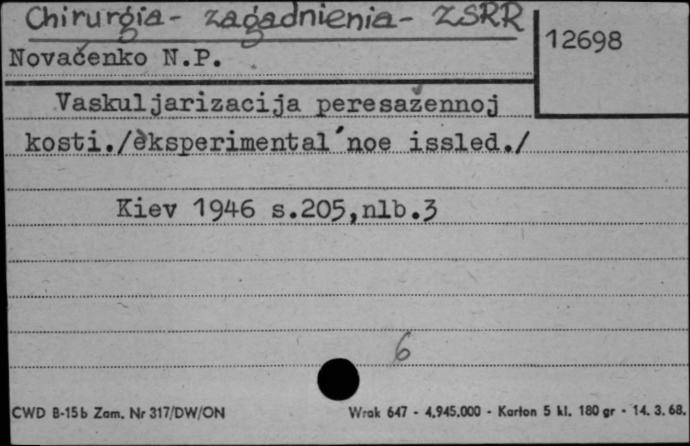 Chirurgia - zagadnienia - ZSRR
12698
Novačenko N.P.
Vaskuljarizacija peresažennoj
kosti./èksperimental´noe issled./
Kiev 1946 s.205,nlb.3
6
CWD B-15b Zam. Nr 317/DW/ON
Wrak 647 - 4,945.000 - Karton 5 kl. 180 gr - 14. 3. 68.